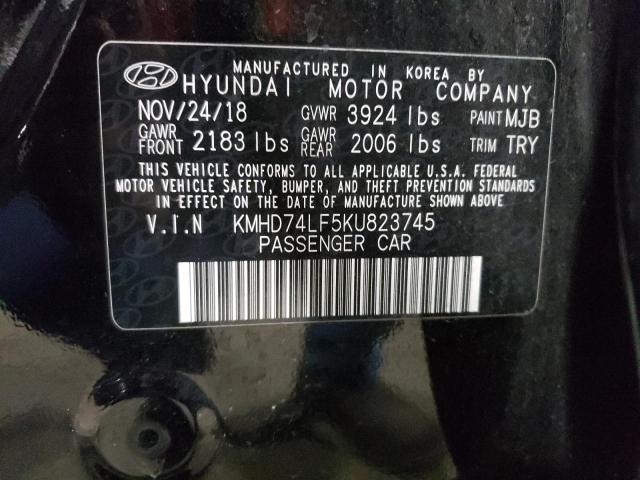 MANUFACTURED IN KOREA BY
HYUNDAI MOTOR COMPANY
NOV/24/18 GVWR 3924 lbs PAINT MJB
GAWR FRONT 2183 lbs GAWR REAR 2006 lbs TRIM TRY
THIS VEHICLE CONFORMS TO ALL APPLICABLE U.S.A. FEDERAL
MOTOR VEHICLE SAFETY, BUMPER, AND THEFT PREVENTION STANDARDS
IN EFFECT ON THE DATE OF MANUFACTURE SHOWN ABOVE.
V.I.N KMHD74LF5KU823745
PASSENGER CAR